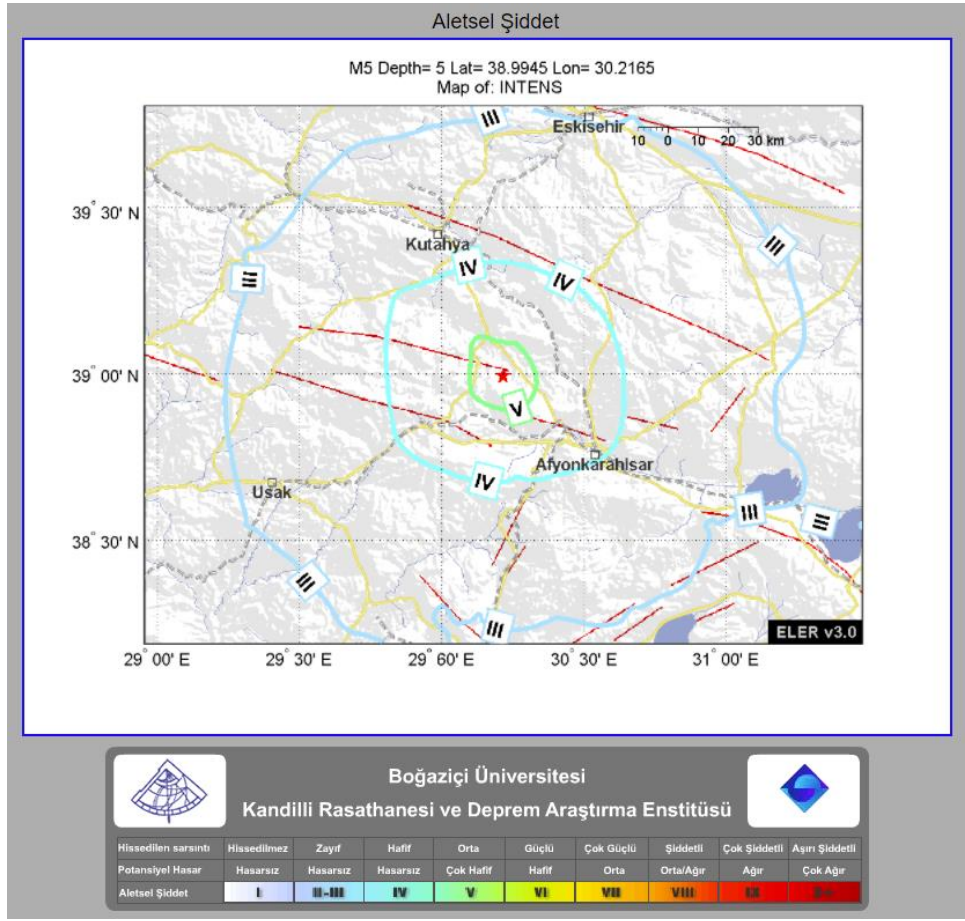 Aletsel Şiddet
M5 Depth= 5 Lat= 38.9945 Lon= 30.2165
Map of: INTENS
III
Eskisehir
10 0 10 20 30 km
39° 30' N
Kutahya
III
III
IV
IV
39° 00' N
V
Afyonkarahisar
IV
Usak
III
III
38° 30' N
III
III
ELER v3.0
29° 00' E
29° 30' E
29° 60' E
30° 30' E
31° 00' E
Boğaziçi Üniversitesi
Kandilli Rasathanesi ve Deprem Araştırma Enstitüsü
Hissedilen sarsıntı Hissedilmez Zayıf Hafif Orta Güçlü Çok Güçlü Şiddetli Çok Şiddetli Aşırı Şiddetli
Potansiyel Hasar Hasarsız Hasarsız Hasarsız Çok Hafif Hafif Orta Orta/Ağır Ağır Çok Ağır
Aletsel Şiddet I II-III IV V VI VII VIII IX X+